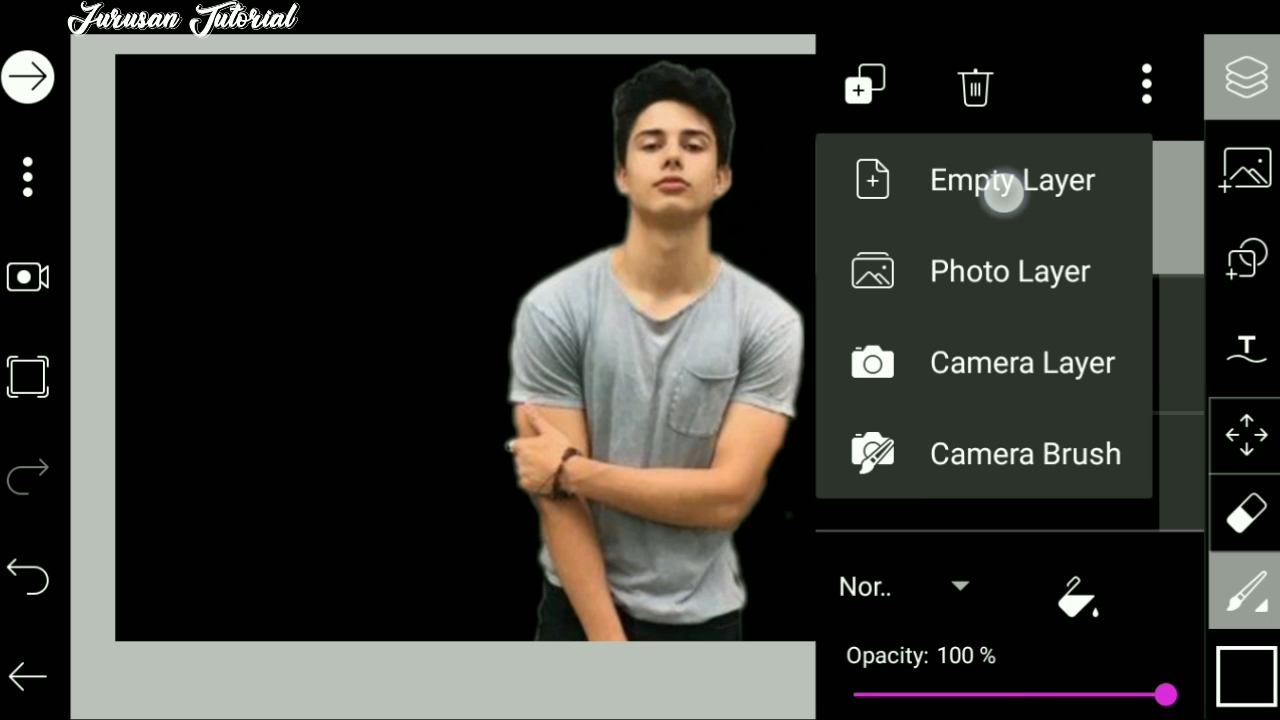 Jurusan Tutorial
Empty Layer
Photo Layer
Camera Layer
Camera Brush
Nor..
Opacity: 100 %
T